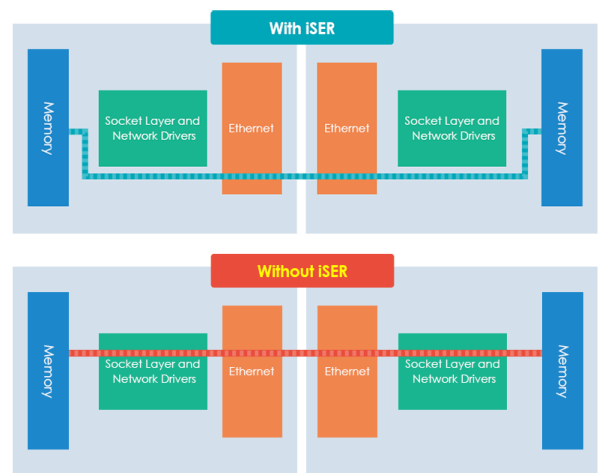 With iSER
Memory
Socket Layer and
Network Drivers
Ethernet
Ethernet
Socket Layer and
Network Drivers
Memory
Without iSER
Memory
Socket Layer and
Network Drivers
Ethernet
Ethernet
Socket Layer and
Network Drivers
Memory